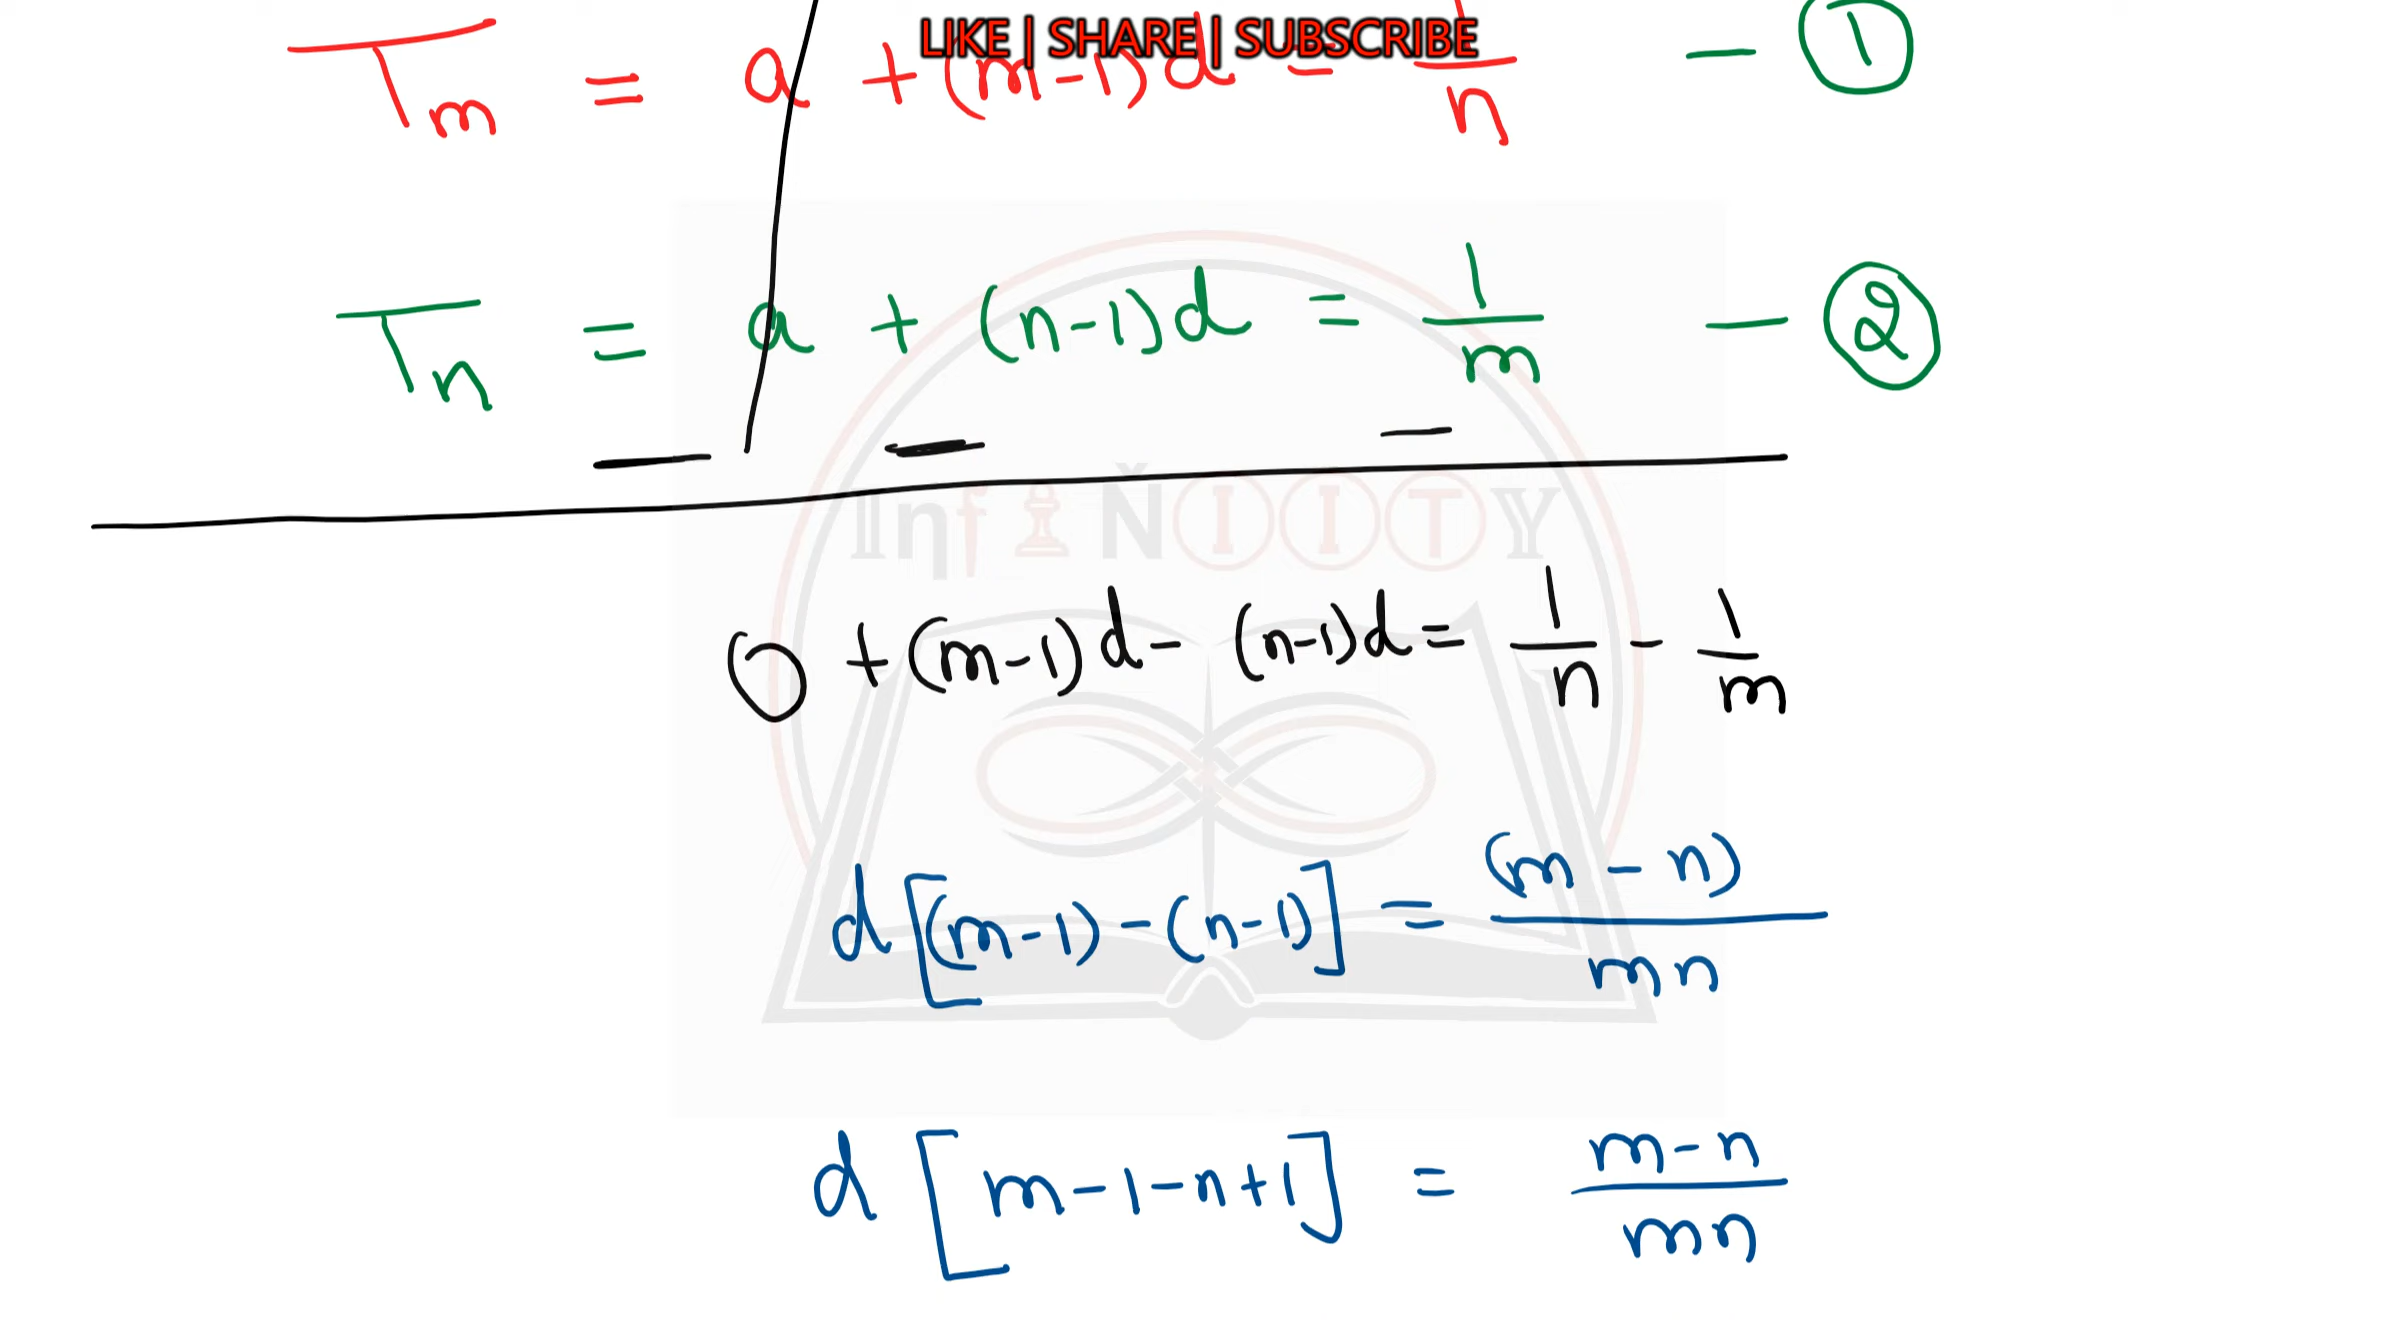 LIKE | SHARE | SUBSCRIBE
Tm = a + (m-1)d = 1/n - ①
Tn = a + (n-1)d = 1/m - ②
- - -
InfiŇIITY
0 + (m-1)d - (n-1)d = 1/n - 1/m
d[(m-1)-(n-1)] = (m-n)/mn
d[m-1-n+1] = m-n/mn